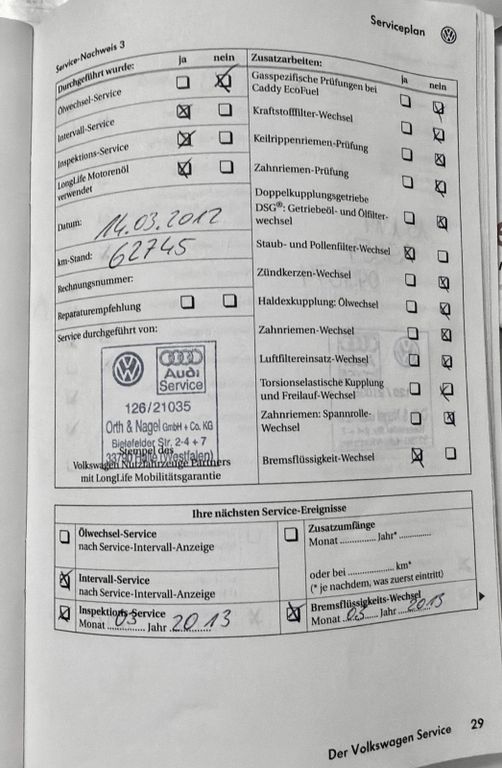 Serviceplan
Service-Nachweis 3
Durchgeführt wurde: ja nein
Ölwechsel-Service
Intervall-Service
Inspektions-Service
LongLife Motorenöl
verwendet
Datum: 14.03.2012
km-Stand: 62745
Rechnungsnummer:
Reparaturempfehlung
Service durchgeführt von:
Audi
Service
126/21035
Orth & Nagel GmbH + Co. KG
Bielefelder Str. 2-4 + 7
33790 Halle (Westfalen)
Stempel des
Volkswagen Nutzfahrzeuge Partners
mit LongLife Mobilitätsgarantie
Zusatzarbeiten: ja nein
Gasspezifische Prüfungen bei
Caddy EcoFuel
Kraftstofffilter-Wechsel
Keilrippenriemen-Prüfung
Zahnriemen-Prüfung
Doppelkupplungsgetriebe
DSG®: Getriebeöl- und Ölfilter-
wechsel
Staub- und Pollenfilter-Wechsel
Zündkerzen-Wechsel
Haldexkupplung: Ölwechsel
Zahnriemen-Wechsel
Luftfiltereinsatz-Wechsel
Torsionselastische Kupplung
und Freilauf-Wechsel
Zahnriemen: Spannrolle-
Wechsel
Bremsflüssigkeit-Wechsel
Ihre nächsten Service-Ereignisse
Ölwechsel-Service
nach Service-Intervall-Anzeige
Intervall-Service
nach Service-Intervall-Anzeige
Inspektions-Service
Monat 03 Jahr 2013
Zusatzumfänge
Monat ............... Jahr* ..............
oder bei .................... km*
(* je nachdem, was zuerst eintritt)
Bremsflüssigkeits-Wechsel
Monat 03 Jahr 2013
Der Volkswagen Service 29